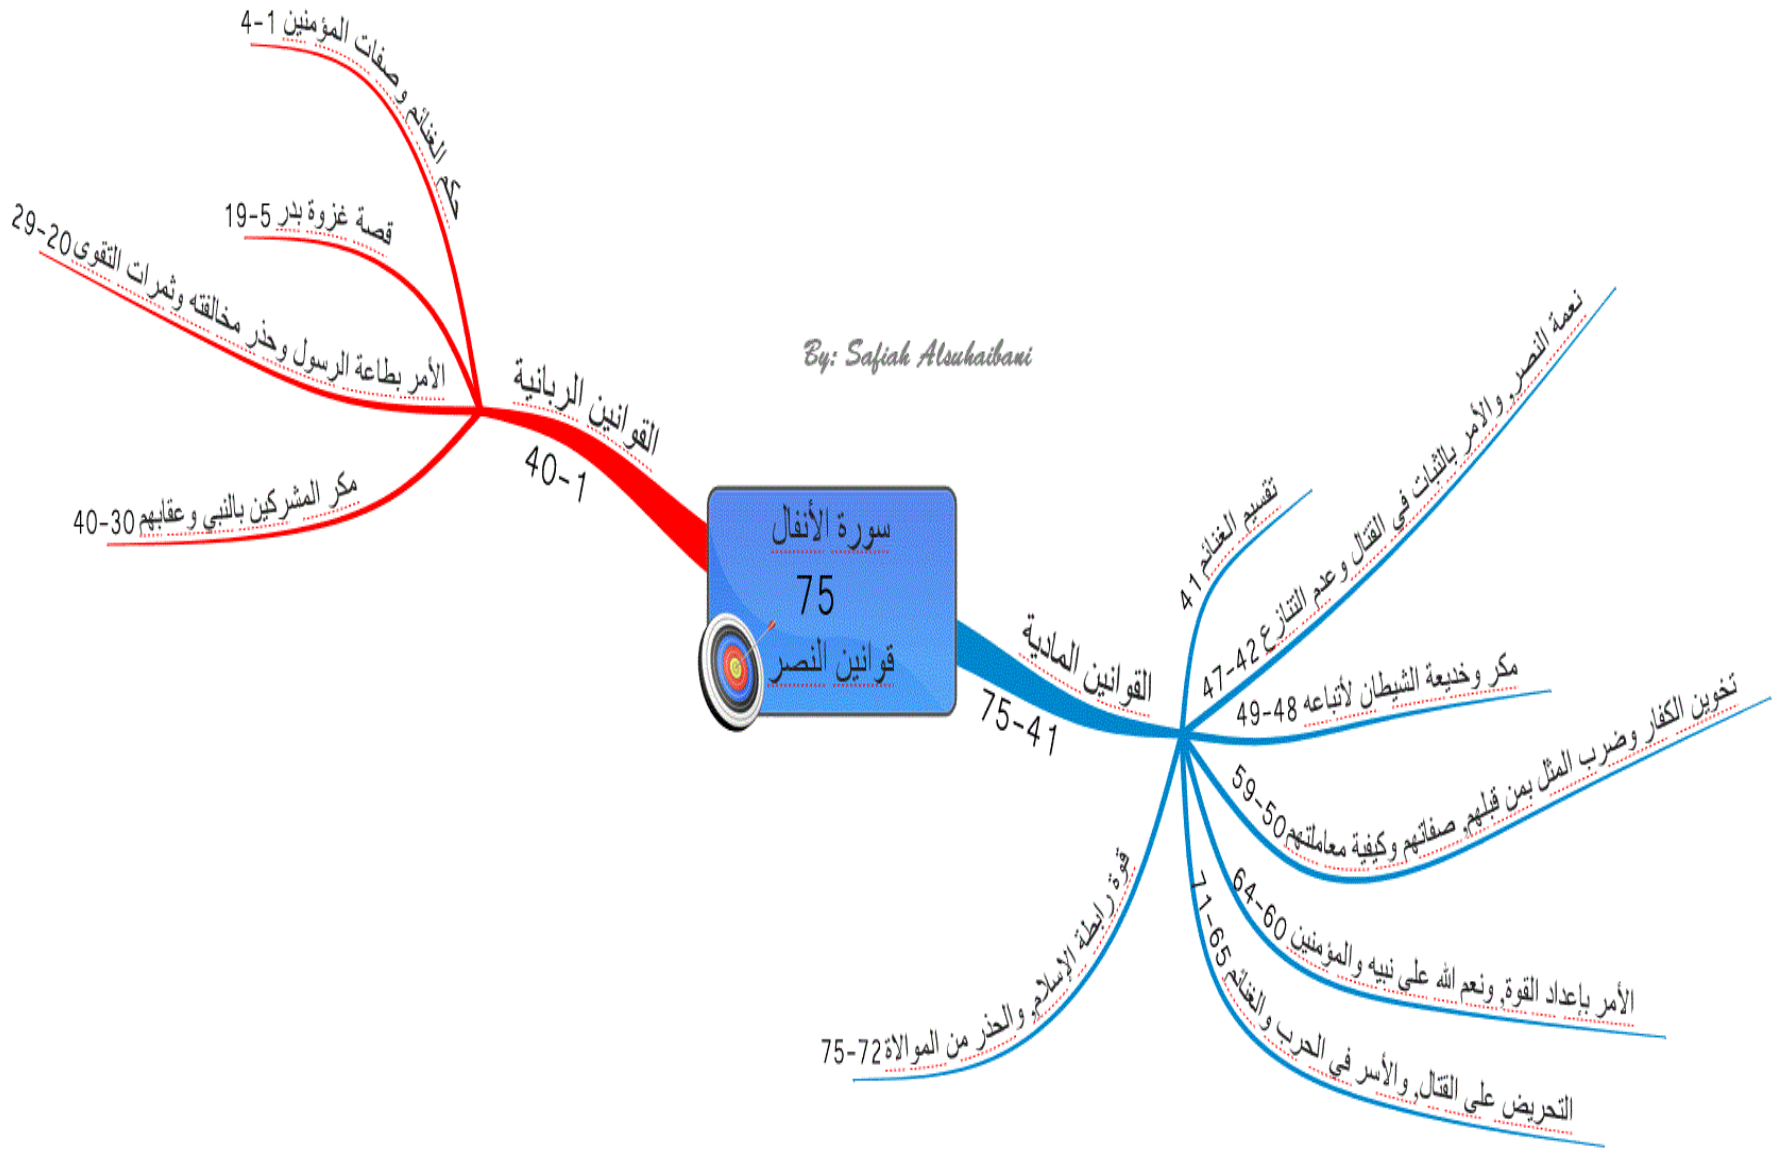 سورة الأنفال
75
قوانين النصر
By: Safiah Alsuhaibani
القوانين الربانية
40-1
حكم الغنائم وصفات المؤمنين 1-4
قصة غزوة بدر 5-19
الأمر بطاعة الرسول وحذر مخالفته وثمرات التقوى 20-29
مكر المشركين بالنبي وعقابهم 30-40
القوانين المادية
75-41
تقسيم الغنائم 41
نعمة النصر, والأمر بالثبات في القتال وعدم التنازع 42-47
مكر وخديعة الشيطان لأتباعه 48-49
تخوين الكفار وضرب المثل بمن قبلهم, صفاتهم وكيفية معاملتهم 50-59
الأمر بإعداد القوة, ونعم الله على نبيه والمؤمنين 60-64
التحريض على القتال, والأسر في الحرب والغنائم 65-71
قوة رابطة الإسلام, والحذر من الموالاة 72-75